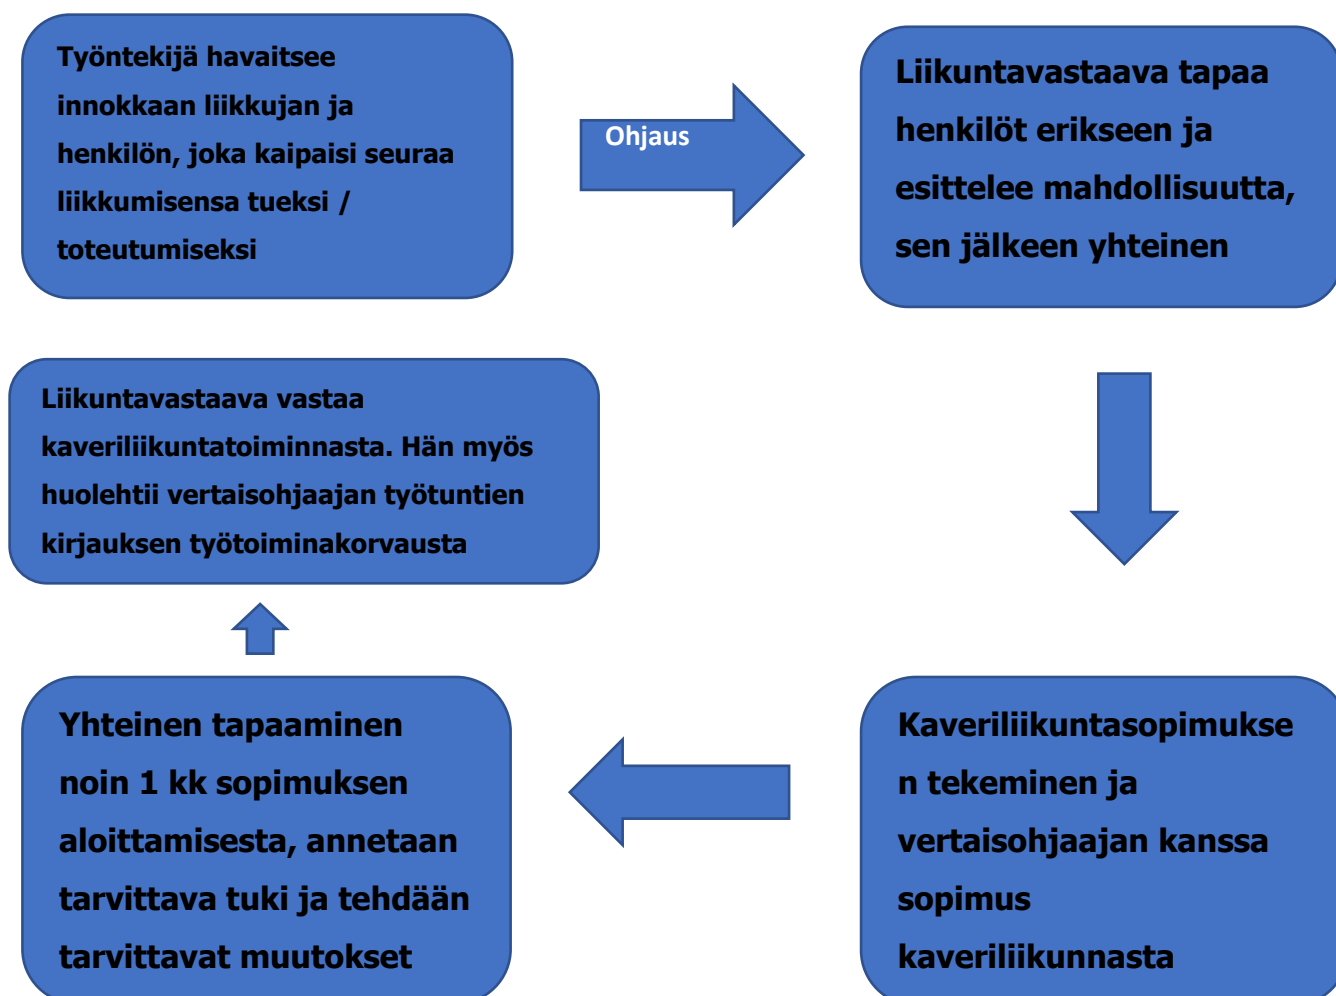 Työntekijä havaitsee
innokkaan liikkujan ja
henkilön, joka kaipaisi seuraa
liikkumisensa tueksi /
toteutumiseksi
Ohjaus
Liikuntavastaava tapaa
henkilöt erikseen ja
esittelee mahdollisuutta,
sen jälkeen yhteinen
Kaveriliikuntasopimukse
n tekeminen ja
vertaisohjaajan kanssa
sopimus
kaveriliikunnasta
Yhteinen tapaaminen
noin 1 kk sopimuksen
aloittamisesta, annetaan
tarvittava tuki ja tehdään
tarvittavat muutokset
Liikuntavastaava vastaa
kaveriliikuntatoiminnasta. Hän myös
huolehtii vertaisohjaajan työtuntien
kirjauksen työtoiminakorvausta